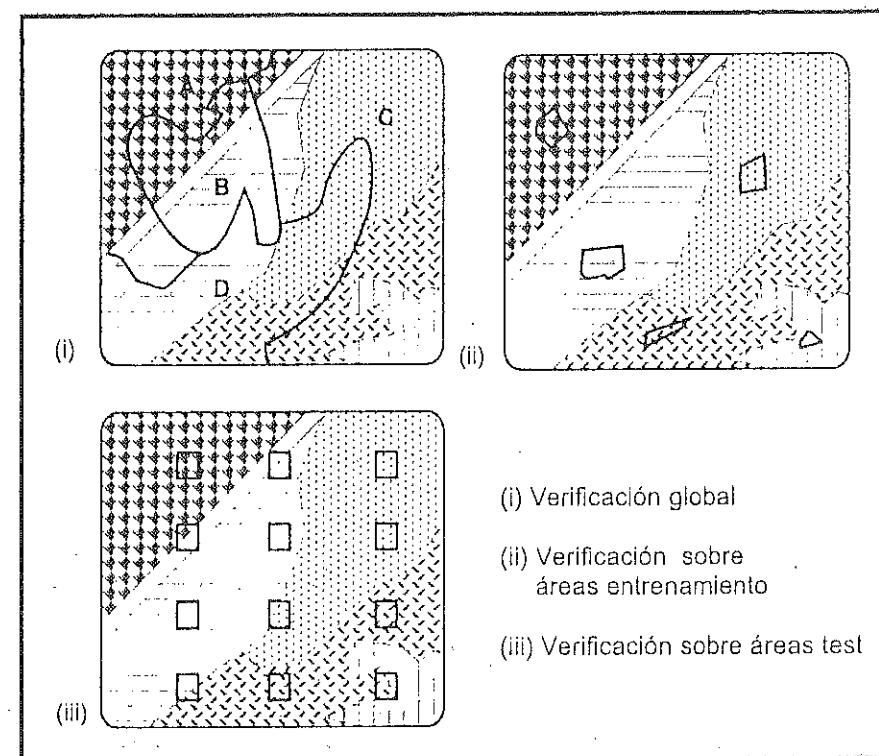 A
C
B
D
(i)
(ii)
(iii)
(i) Verificación global
(ii) Verificación sobre
áreas entrenamiento
(iii) Verificación sobre áreas test